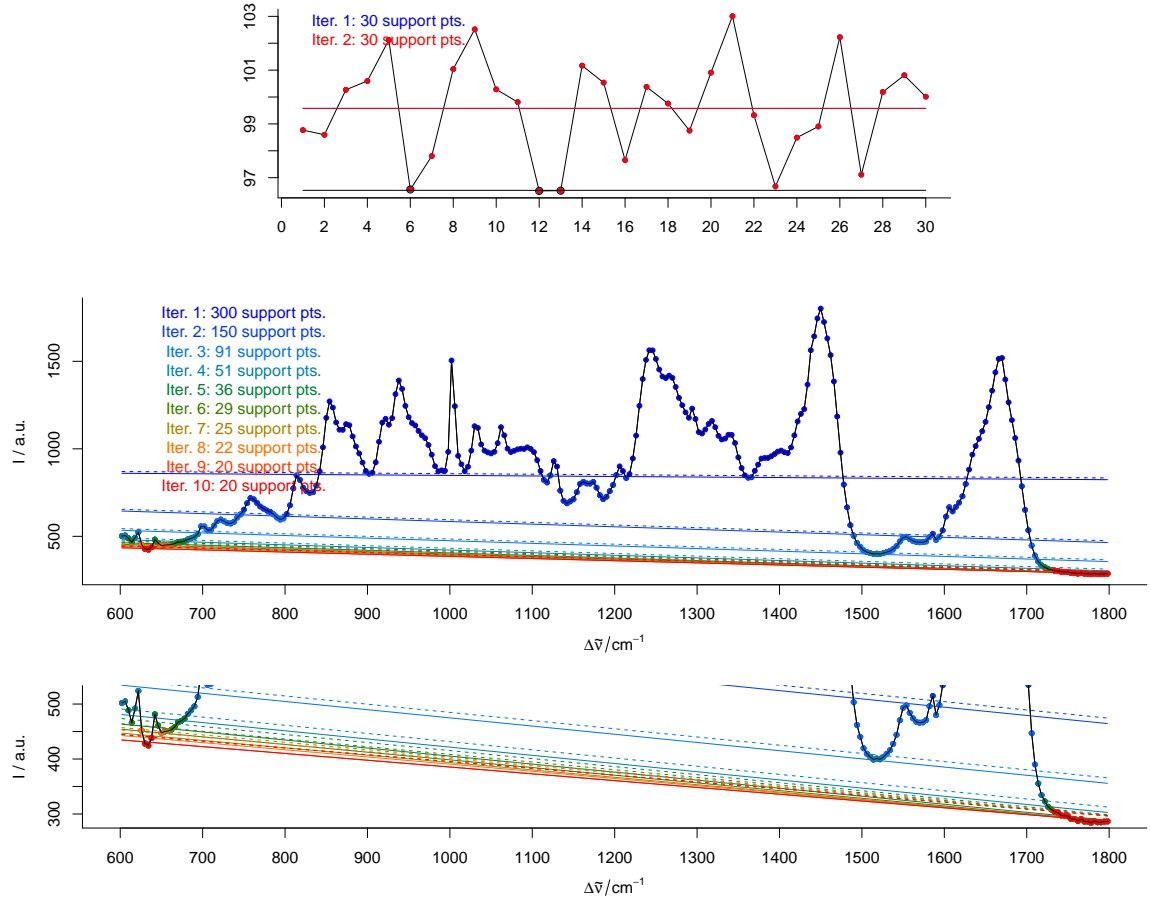 103
101
99
97
Iter. 1: 30 support pts.
Iter. 2: 30 support pts.
0 2 4 6 8 10 12 14 16 18 20 22 24 26 28 30
I / a.u.
1500
1000
500
Iter. 1: 300 support pts.
Iter. 2: 150 support pts.
Iter. 3: 91 support pts.
Iter. 4: 51 support pts.
Iter. 5: 36 support pts.
Iter. 6: 29 support pts.
Iter. 7: 25 support pts.
Iter. 8: 22 support pts.
Iter. 9: 20 support pts.
Iter. 10: 20 support pts.
600 700 800 900 1000 1100 1200 1300 1400 1500 1600 1700 1800
Δν̃/cm⁻¹
I / a.u.
500
400
300
600 700 800 900 1000 1100 1200 1300 1400 1500 1600 1700 1800
Δν̃/cm⁻¹